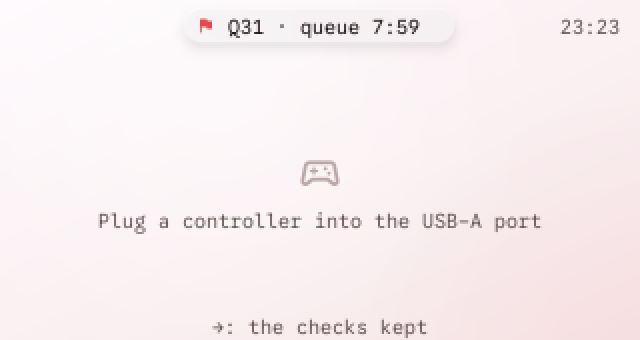 Q31 · queue 7:59
23:23
Plug a controller into the USB-A port
→: the checks kept